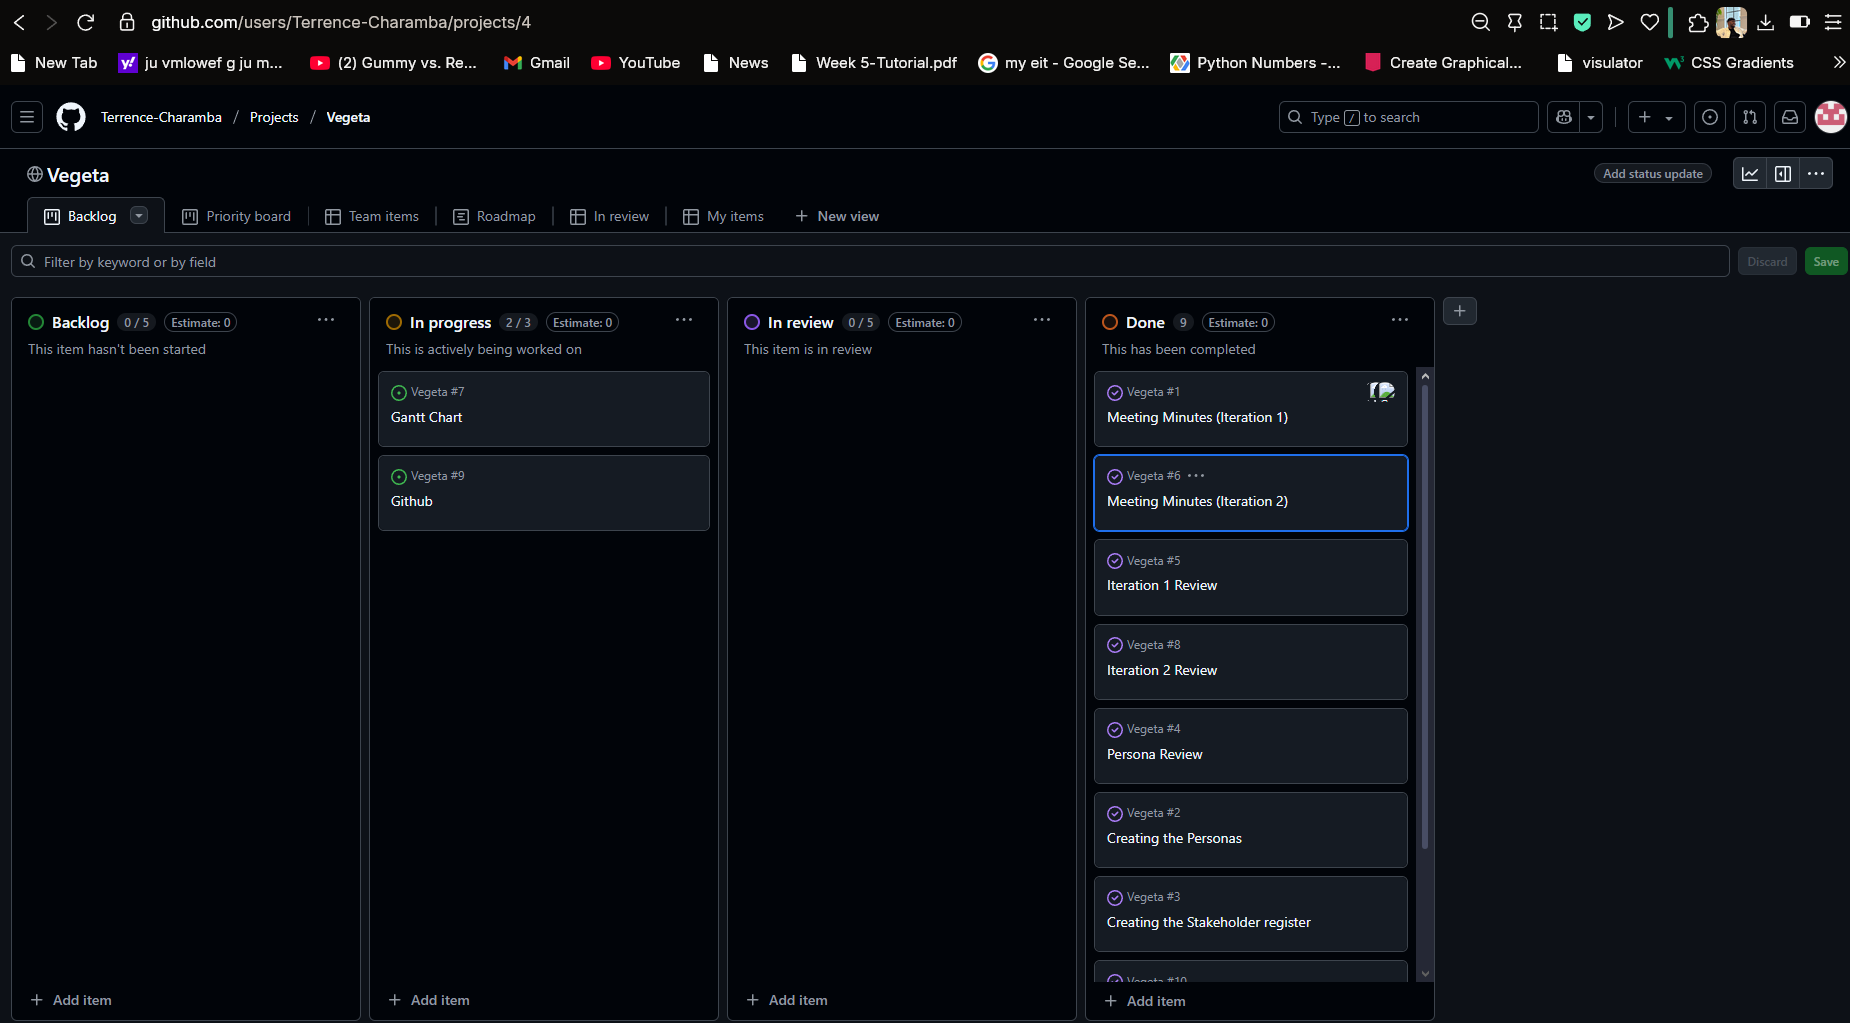 github.com/users/Terrence-Charamba/projects/4
New Tab
ju vmlowef g ju m...
(2) Gummy vs. Re...
Gmail
YouTube
News
Week 5-Tutorial.pdf
my eit - Google Se...
Python Numbers -...
Create Graphical...
visulator
CSS Gradients
Terrence-Charamba / Projects / Vegeta
Type / to search
Vegeta
Add status update
Backlog
Priority board
Team items
Roadmap
In review
My items
New view
Filter by keyword or by field
Discard
Save
Backlog 0 / 5 Estimate: 0
This item hasn't been started
Add item
In progress 2 / 3 Estimate: 0
This is actively being worked on
Vegeta #7
Gantt Chart
Vegeta #9
Github
Add item
In review 0 / 5 Estimate: 0
This item is in review
Add item
Done 9 Estimate: 0
This has been completed
Vegeta #1
Meeting Minutes (Iteration 1)
Vegeta #6
Meeting Minutes (Iteration 2)
Vegeta #5
Iteration 1 Review
Vegeta #8
Iteration 2 Review
Vegeta #4
Persona Review
Vegeta #2
Creating the Personas
Vegeta #3
Creating the Stakeholder register
Vegeta #10
Add item